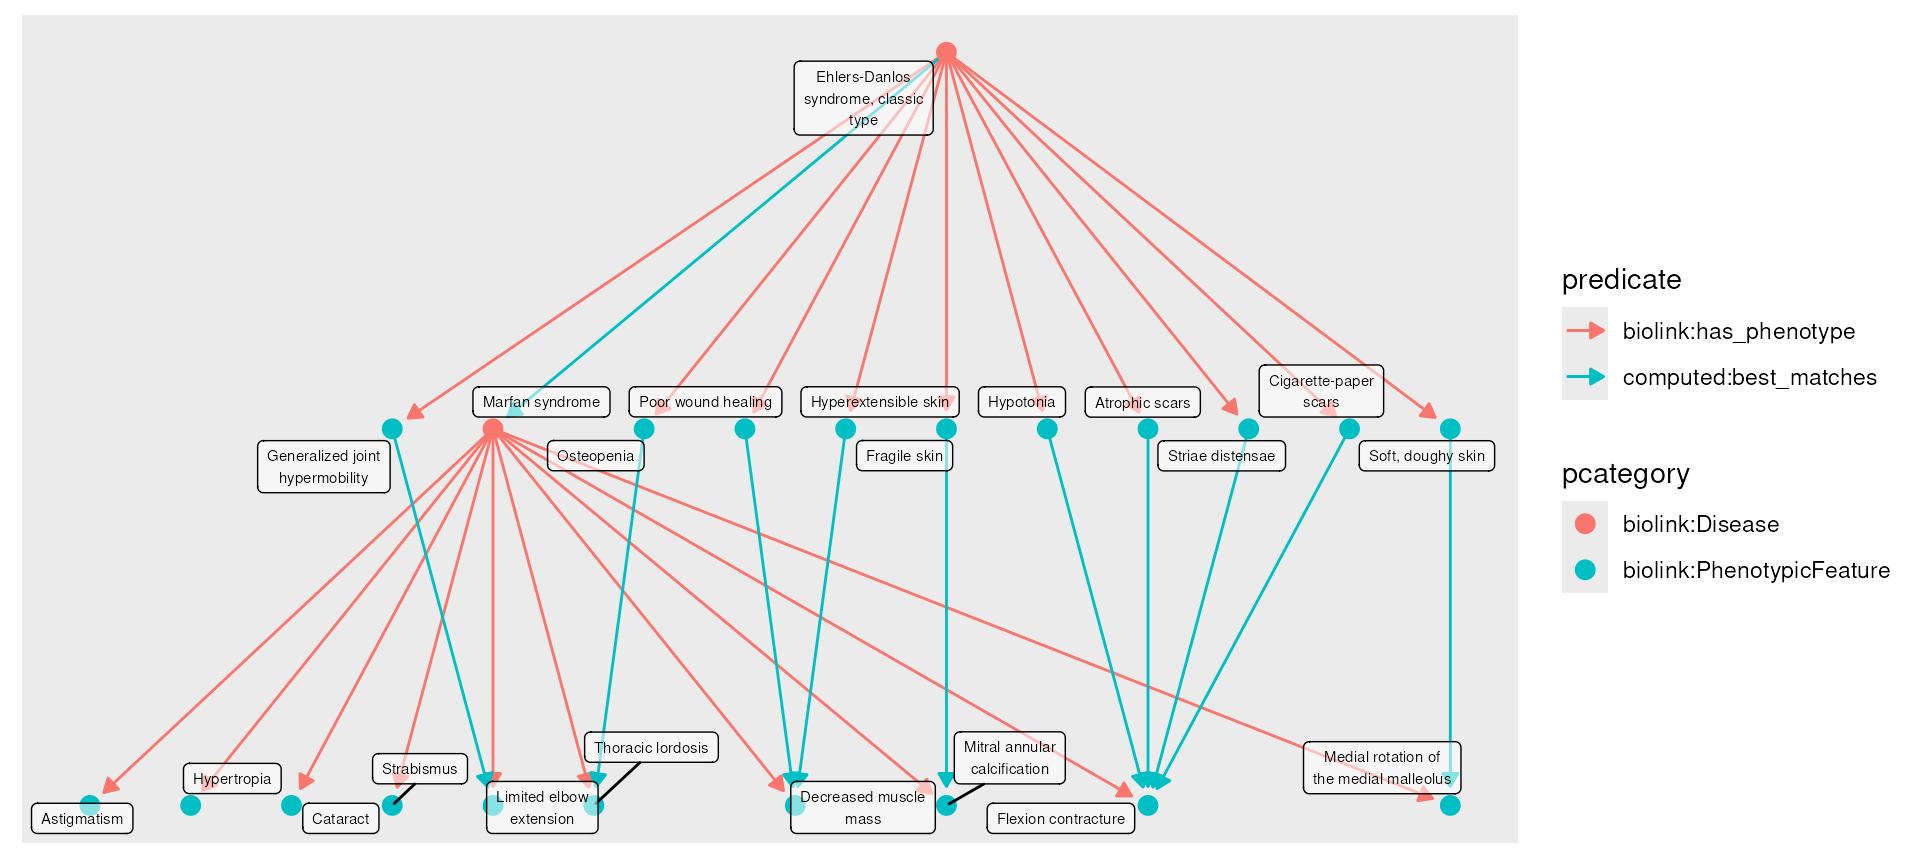 Ehlers-Danlos
syndrome, classic
type
Marfan syndrome
Poor wound healing
Hyperextensible skin
Hypotonia
Atrophic scars
Cigarette-paper
scars
Generalized joint
hypermobility
Osteopenia
Fragile skin
Striae distensae
Soft, doughy skin
Astigmatism
Hypertropia
Cataract
Strabismus
Limited elbow
extension
Thoracic lordosis
Decreased muscle
mass
Mitral annular
calcification
Flexion contracture
Medial rotation of
the medial malleolus
predicate
biolink:has_phenotype
computed:best_matches
pcategory
biolink:Disease
biolink:PhenotypicFeature